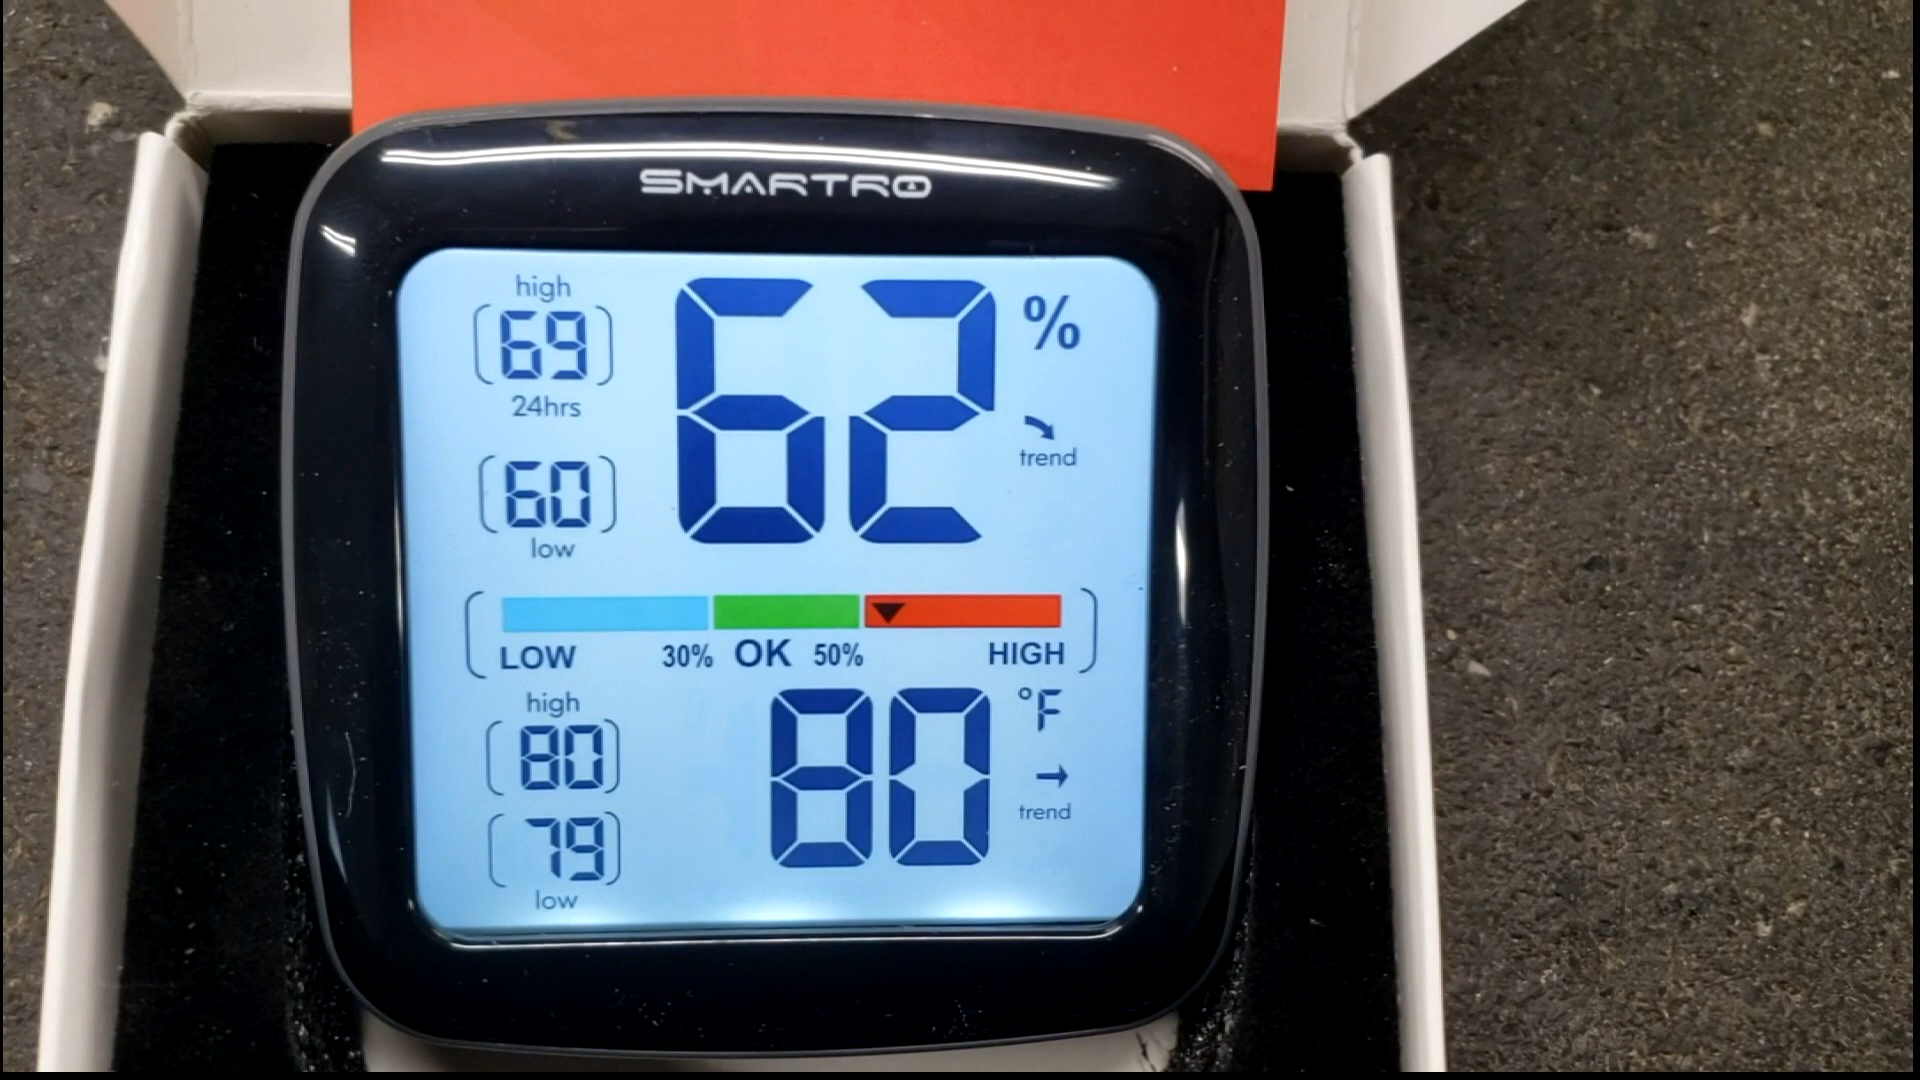 SMARTRO
high
69
24hrs
62 %
trend
60
low
LOW 30% OK 50% HIGH
high
80
80 °F
trend
79
low